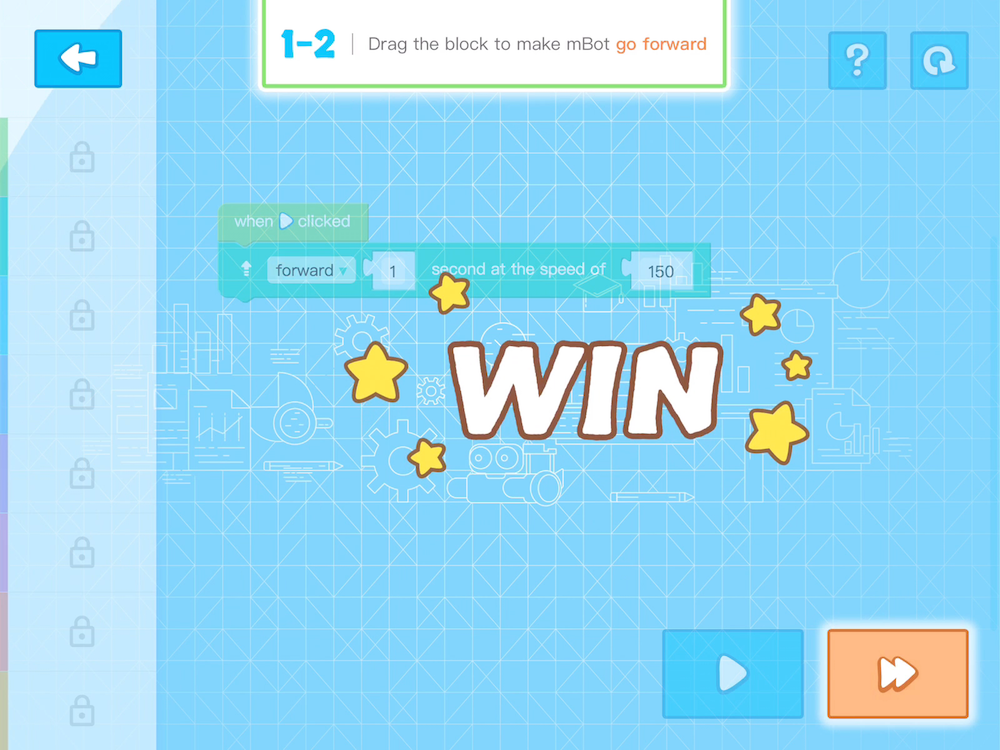 1-2 Drag the block to make mBot go forward
?
when clicked
forward 1 second at the speed of 150
WIN